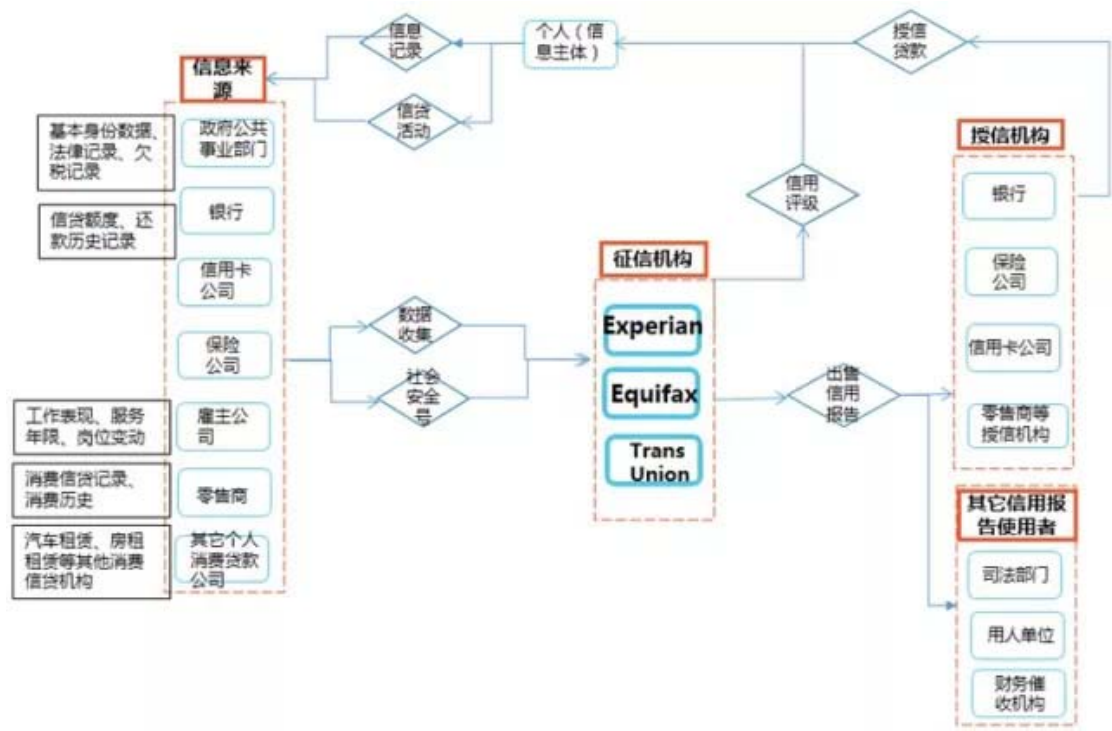 信息
记录
个人（信
息主体）
授信
贷款
信息来
源
信贷
活动
基本身份数据、
法律记录、欠
税记录
政府公共
事业部门
授信机构
信用
评级
银行
信贷额度、还
款历史记录
银行
征信机构
保险
公司
信用卡
公司
数据
收集
Experian
保险
公司
信用卡公司
社会
安全
号
Equifax
出售
信用
报告
工作表现、服务
年限、岗位变动
雇主公
司
零售商等
授信机构
Trans
Union
消费信贷记录、
消费历史
零售商
其它信用报
告使用者
汽车租赁、房租
租赁等其他消费
信贷机构
其它个人
消费贷款
公司
司法部门
用人单位
财务催
收机构